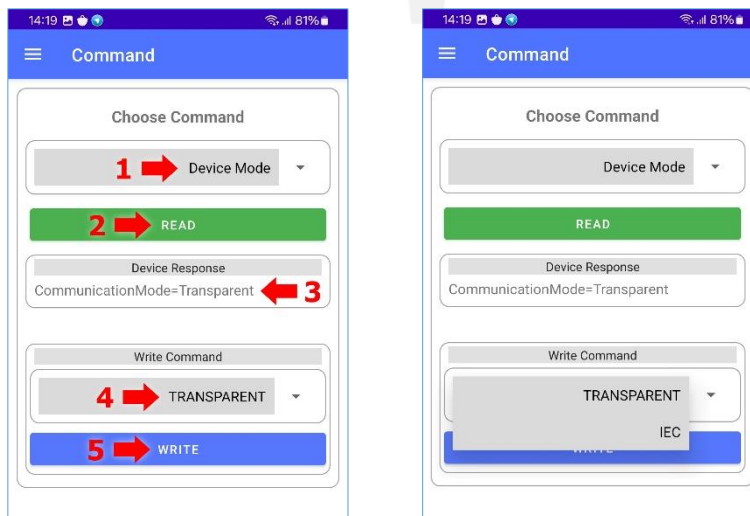 14:19 81%
Command
Choose Command
1 Device Mode
2 READ
Device Response
CommunicationMode=Transparent 3
Write Command
4 TRANSPARENT
5 WRITE
14:19 81%
Command
Choose Command
Device Mode
READ
Device Response
CommunicationMode=Transparent
Write Command
TRANSPARENT
IEC
WRITE